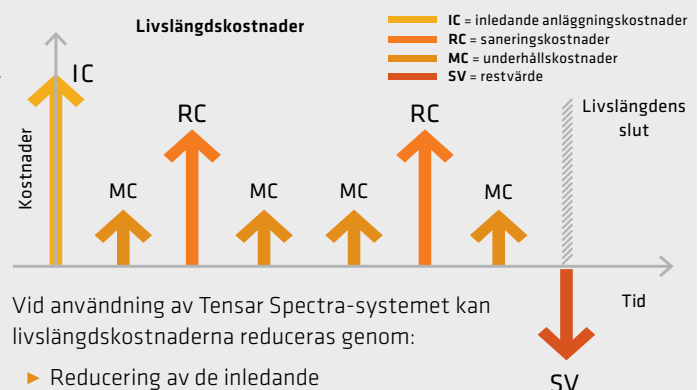 Livslängdskostnader
IC = inledande anläggningskostnader
RC = saneringskostnader
MC = underhållskostnader
SV = restvärde
Kostnader
IC
MC
RC
MC
MC
RC
MC
Livslängdens
slut
Tid
SV
Vid användning av Tensar Spectra-systemet kan
livslängdskostnaderna reduceras genom:
► Reducering av de inledande